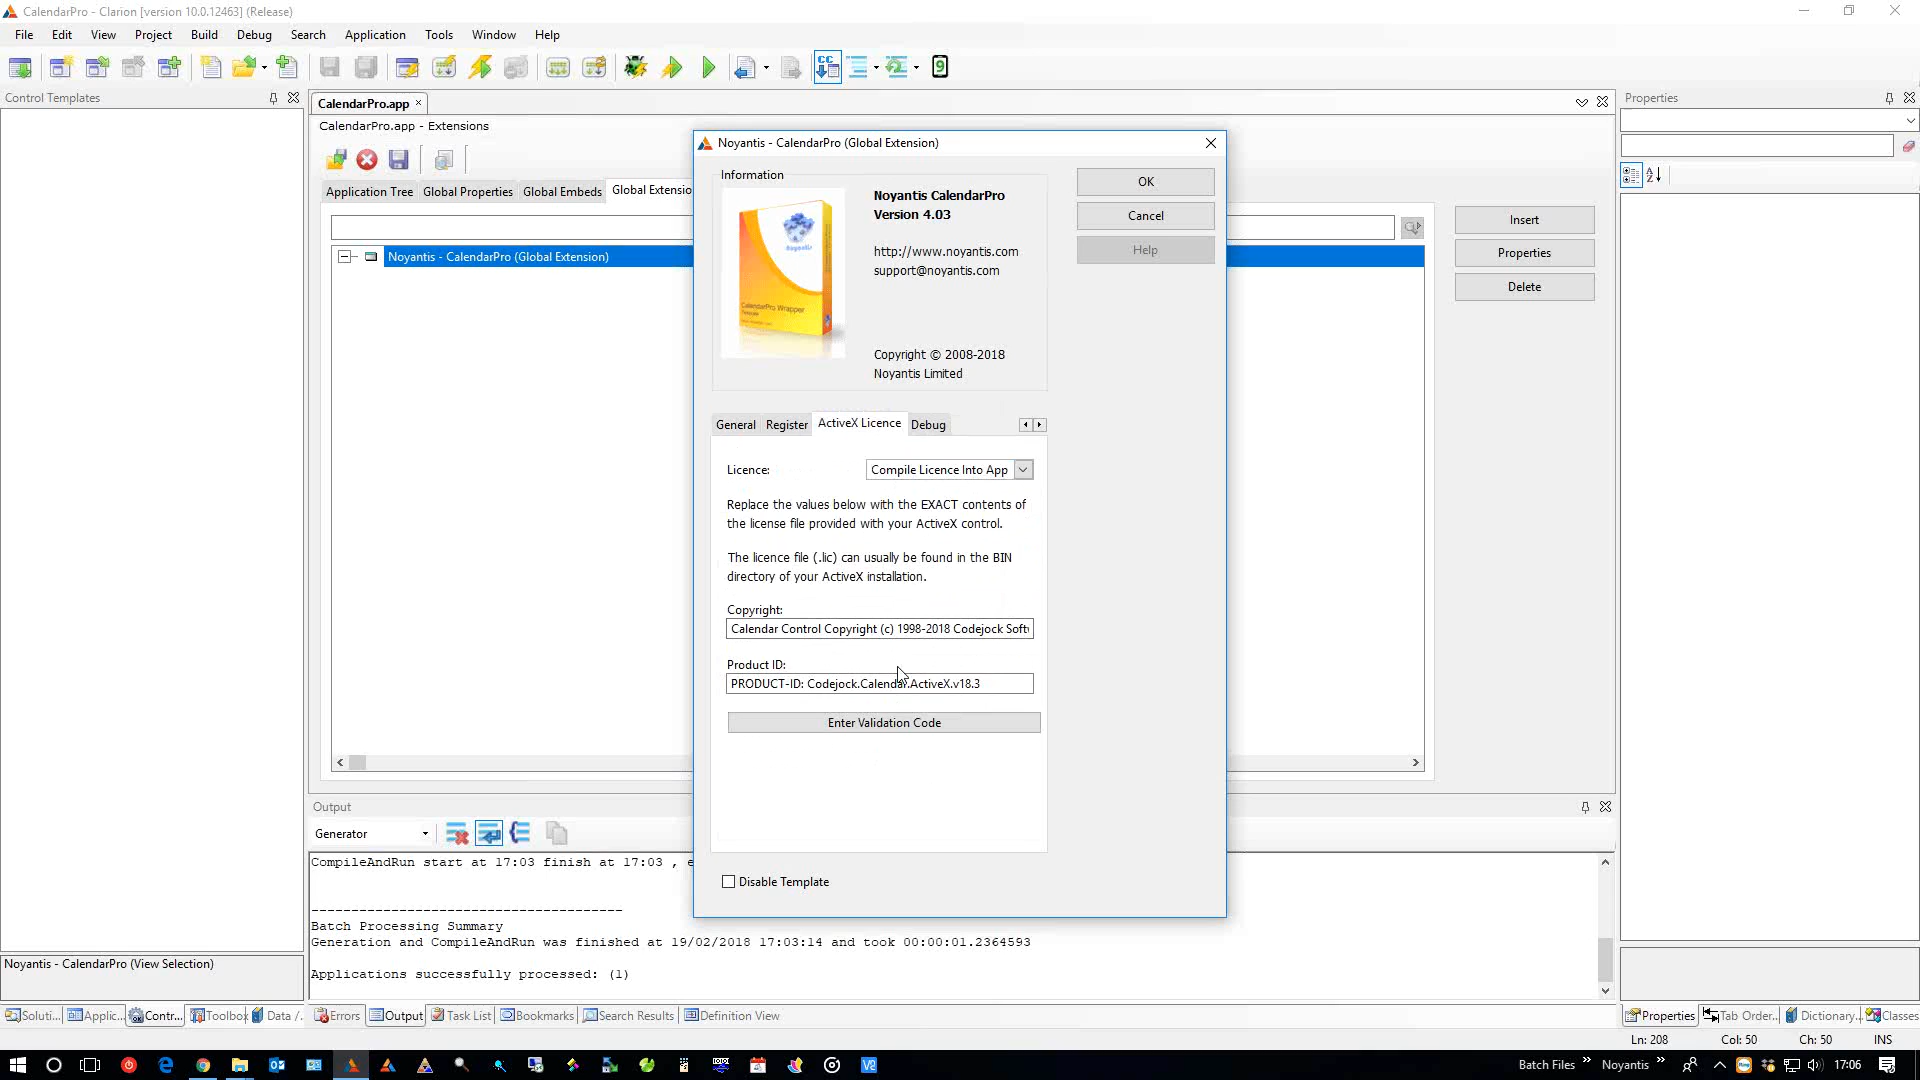 CalendarPro - Clarion [version 10.0.12463] (Release)
File Edit View Project Build Debug Search Application Tools Window Help
Control Templates
CalendarPro.app
Properties
CalendarPro.app - Extensions
Application Tree Global Properties Global Embeds Global Extensio
Noyantis - CalendarPro (Global Extension)
Insert
Properties
Delete
Noyantis - CalendarPro (Global Extension)
Information
Noyantis CalendarPro
Version 4.03
http://www.noyantis.com
support@noyantis.com
Copyright © 2008-2018
Noyantis Limited
Noyantis
CalendarPro Wrapper
Template
OK
Cancel
Help
General Register ActiveX Licence Debug
Licence: Compile Licence Into App
Replace the values below with the EXACT contents of
the license file provided with your ActiveX control.
The licence file (.lic) can usually be found in the BIN
directory of your ActiveX installation.
Copyright:
Calendar Control Copyright (c) 1998-2018 Codejock Soft
Product ID:
PRODUCT-ID: Codejock.Calendar.ActiveX.v18.3
Enter Validation Code
Disable Template
Output
Generator
CompileAndRun start at 17:03 finish at 17:03 , e
---------------------------------------
Batch Processing Summary
Generation and CompileAndRun was finished at 19/02/2018 17:03:14 and took 00:00:01.2364593
Applications successfully processed: (1)
Noyantis - CalendarPro (View Selection)
Soluti... Applic... Contr... Toolbox Data /... Errors Output Task List Bookmarks Search Results Definition View
Properties Tab Order... Dictionary... Classes
Ln: 208 Col: 50 Ch: 50 INS
Batch Files Noyantis 17:06